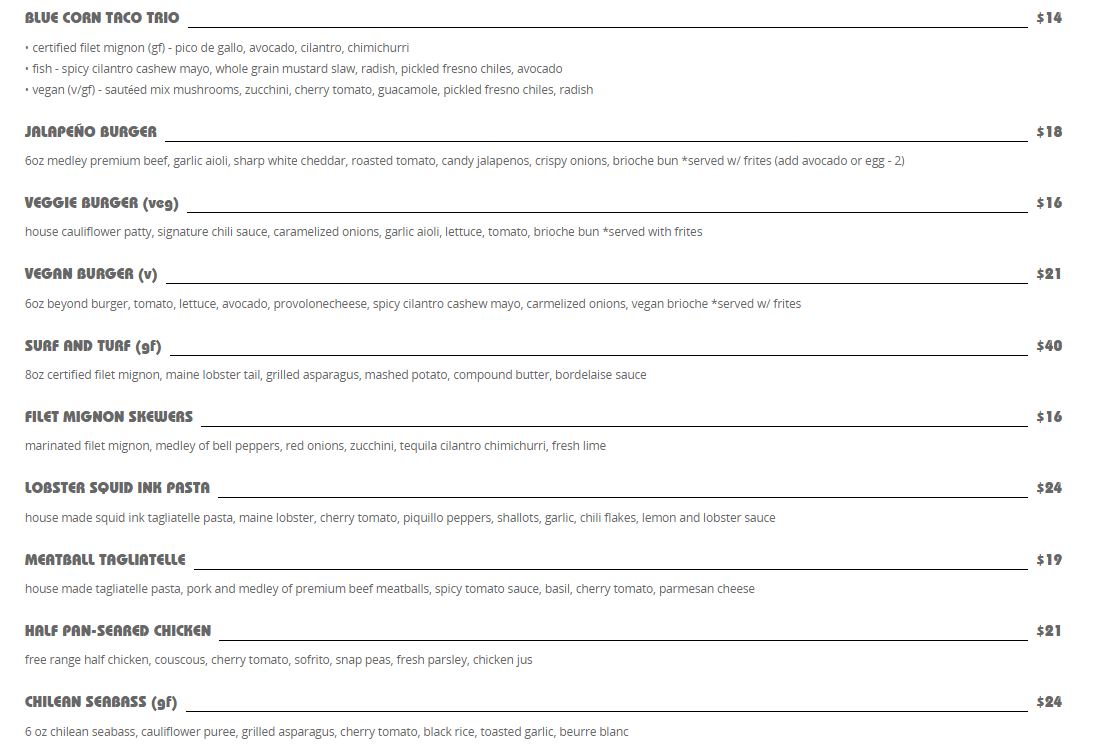 BLUE CORN TACO TRIO $14
• certified filet mignon (gf) - pico de gallo, avocado, cilantro, chimichurri
• fish - spicy cilantro cashew mayo, whole grain mustard slaw, radish, pickled fresno chiles, avocado
• vegan (v/gf) - sautéed mix mushrooms, zucchini, cherry tomato, guacamole, pickled fresno chiles, radish
JALAPEÑO BURGER $18
6oz medley premium beef, garlic aioli, sharp white cheddar, roasted tomato, candy jalapenos, crispy onions, brioche bun *served w/ frites (add avocado or egg - 2)
VEGGIE BURGER (veg) $16
house cauliflower patty, signature chili sauce, caramelized onions, garlic aioli, lettuce, tomato, brioche bun *served with frites
VEGAN BURGER (v) $21
6oz beyond burger, tomato, lettuce, avocado, provolonecheese, spicy cilantro cashew mayo, carmelized onions, vegan brioche *served w/ frites
SURF AND TURF (gf) $40
8oz certified filet mignon, maine lobster tail, grilled asparagus, mashed potato, compound butter, bordelaise sauce
FILET MIGNON SKEWERS $16
marinated filet mignon, medley of bell peppers, red onions, zucchini, tequila cilantro chimichurri, fresh lime
LOBSTER SQUID INK PASTA $24
house made squid ink tagliatelle pasta, maine lobster, cherry tomato, piquillo peppers, shallots, garlic, chili flakes, lemon and lobster sauce
MEATBALL TAGLIATELLE $19
house made tagliatelle pasta, pork and medley of premium beef meatballs, spicy tomato sauce, basil, cherry tomato, parmesan cheese
HALF PAN-SEARED CHICKEN $21
free range half chicken, couscous, cherry tomato, sofrito, snap peas, fresh parsley, chicken jus
CHILEAN SEABASS (gf) $24
6 oz chilean seabass, cauliflower puree, grilled asparagus, cherry tomato, black rice, toasted garlic, beurre blanc